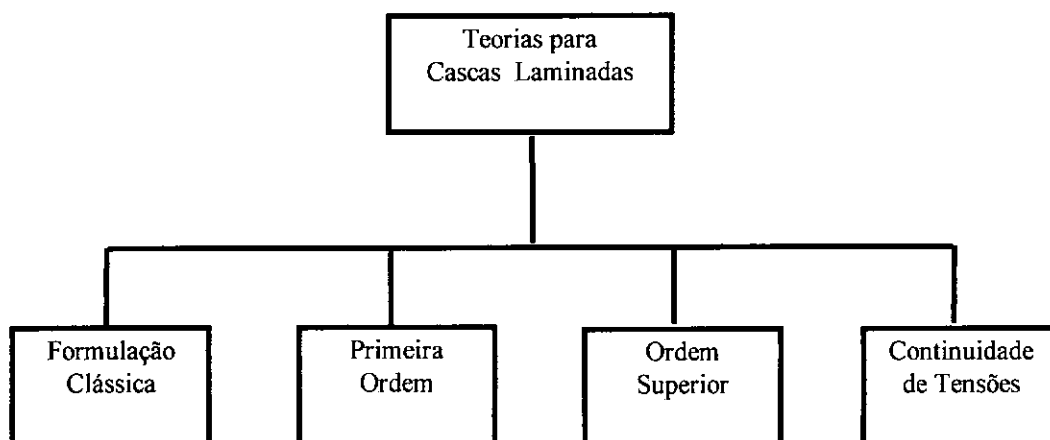 Teorias para
Cascas Laminadas
Formulação
Clássica
Primeira
Ordem
Ordem
Superior
Continuidade
de Tensões